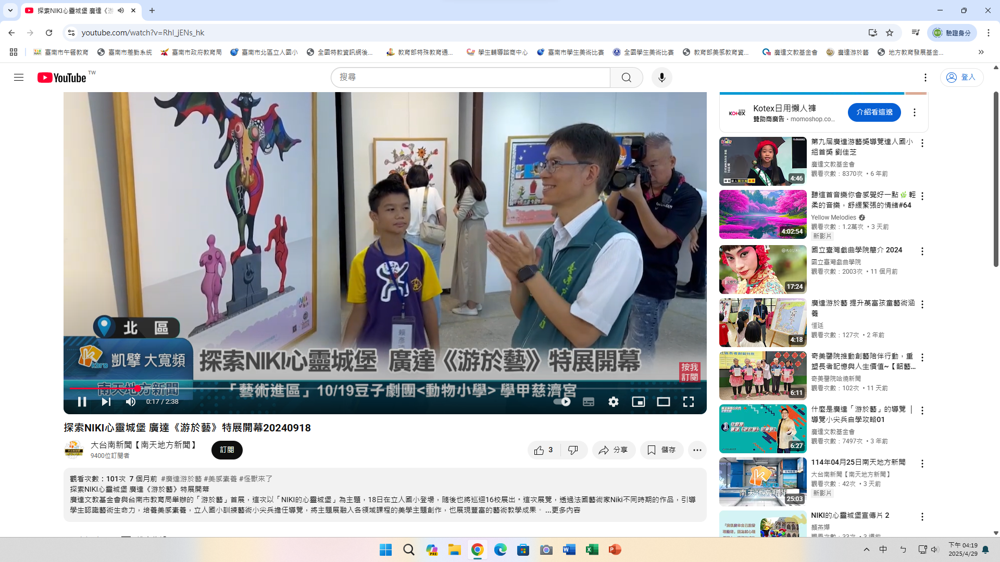 探索NIKI心靈城堡 廣達《游
youtube.com/watch?v=RhI_jENs_hk
驗證身分
臺南市午餐教育
臺南市差勤系統
臺南市政府教育局
臺南市北區立人國小
全國特教資訊網後...
教育部特殊教育通...
學生輔導諮商中心
臺南市學生美術比賽
全國學生美術比賽
教育部美感教育資...
廣達文教基金會
廣達游於藝
地方教育發展基金...
YouTube TW
搜尋
登入
北 區
kbro 凱擘 大寬頻
探索NIKI心靈城堡 廣達《游於藝》特展開幕
按我
訂閱
南天地方新聞
「藝術進區」10/19豆子劇團<動物小學> 學甲慈濟宮
0:17 / 2:38
探索NIKI心靈城堡 廣達《游於藝》特展開幕20240918
大台南新聞【南天地方新聞】
9400位訂閱者
訂閱
3
分享
儲存
觀看次數：101次 7 個月前 #廣達游於藝 #美感素養 #怪獸來了
探索NIKI心靈城堡 廣達《游於藝》特展開幕
廣達文教基金會與台南市教育局舉辦的「游於藝」首展，這次以「NIKI的心靈城堡」為主題，18日在立人國小登場，隨後也將巡迴16校展出。這次展覽，透過法國藝術家Niki不同時期的作品，引導
學生認識藝術生命力，培養美感素養，立人國小訓練藝術小尖兵擔任導覽，將主題展融入各領域課程的美學主題創作，也展現豐富的藝術教學成果。 ...更多內容
Kotex
Kotex日用懶人褲
贊助商廣告・momoshop.co...
介紹看這邊
第九屆廣達游藝獎導覽達人國小
組首獎 劉佳芝
廣達文教基金會
觀看次數：8370次 • 6 年前
4:46
聽這首音樂你會感覺好一點🌿 輕
柔的音樂，舒緩緊張的情緒#64
Yellow Melodies
觀看次數：1.2萬次 • 3 天前
新影片
4:02:54
國立臺灣戲曲學院簡介 2024
國立臺灣戲曲學院
觀看次數：2003次 • 11 個月前
17:24
廣達游於藝 提升萬富孩童藝術涵
養
愷廷
觀看次數：127次 • 2 年前
4:18
奇美醫院推動創藝陪伴行動，重
塑長者記憶與人生價值~【韶藝...
奇美醫院哈燒新聞
觀看次數：102次 • 11 天前
6:11
什麼是廣達「游於藝」的導覽 ｜
導覽小尖兵自學攻略01
廣達文教基金會
觀看次數：7497次 • 3 年前
6:27
114年04月25日南天地方新聞
大台南新聞【南天地方新聞】
觀看次數：42次 • 3 天前
新影片
kbro
南天地方新聞
25:03
NIKI的心靈城堡宣傳片 2
顏燕嬅
觀看次數：33次 • 3 週前
中
ㄅ
下午 04:19
2025/4/29